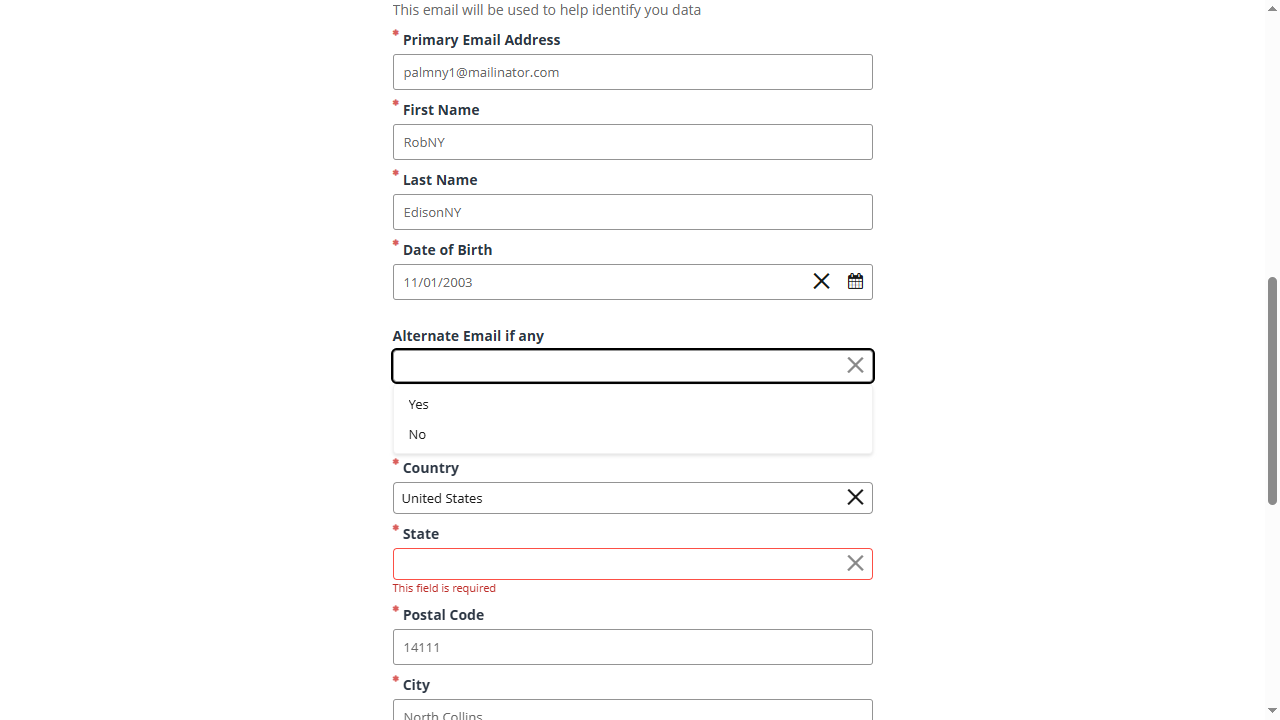 This email will be used to help identify you data
* Primary Email Address
palmny1@mailinator.com
* First Name
RobNY
* Last Name
EdisonNY
* Date of Birth
11/01/2003
Alternate Email if any
Yes
No
* Country
United States
* State
This field is required
* Postal Code
14111
* City
North Collins